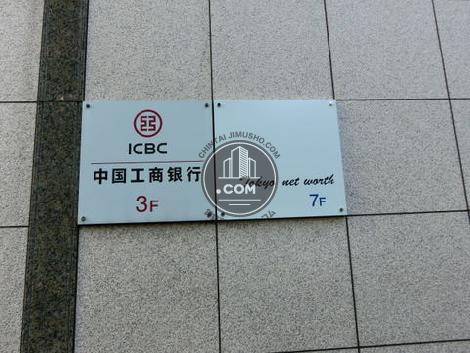 ICBC
中国工商银行
3F
Tokyo net worth
7F
CHINTAI JIMUSHO.COM
.COM